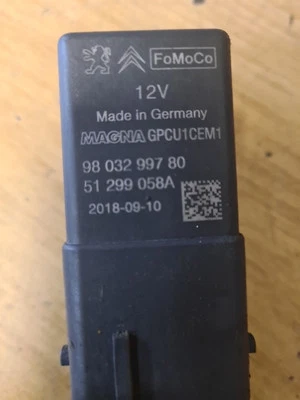 FoMoCo
12V
Made in Germany
MAGNA GPCU1CEM1
98 032 997 80
51 299 058A
2018-09-10